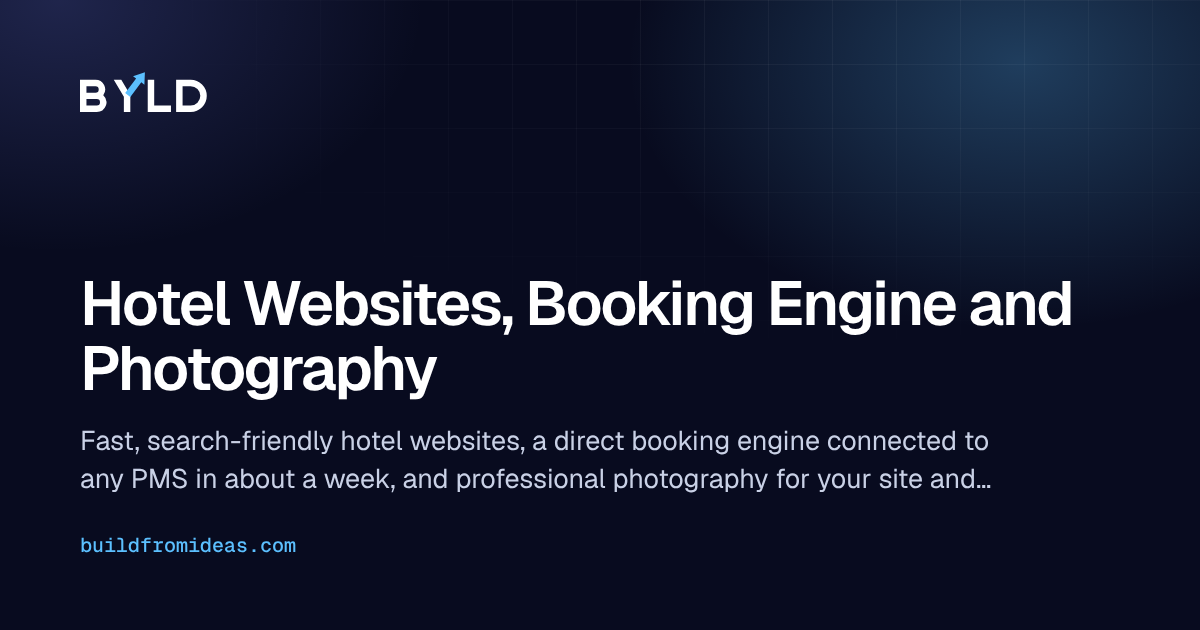 BYLD
Hotel Websites, Booking Engine and
Photography
Fast, search-friendly hotel websites, a direct booking engine connected to
any PMS in about a week, and professional photography for your site and...
buildfromideas.com